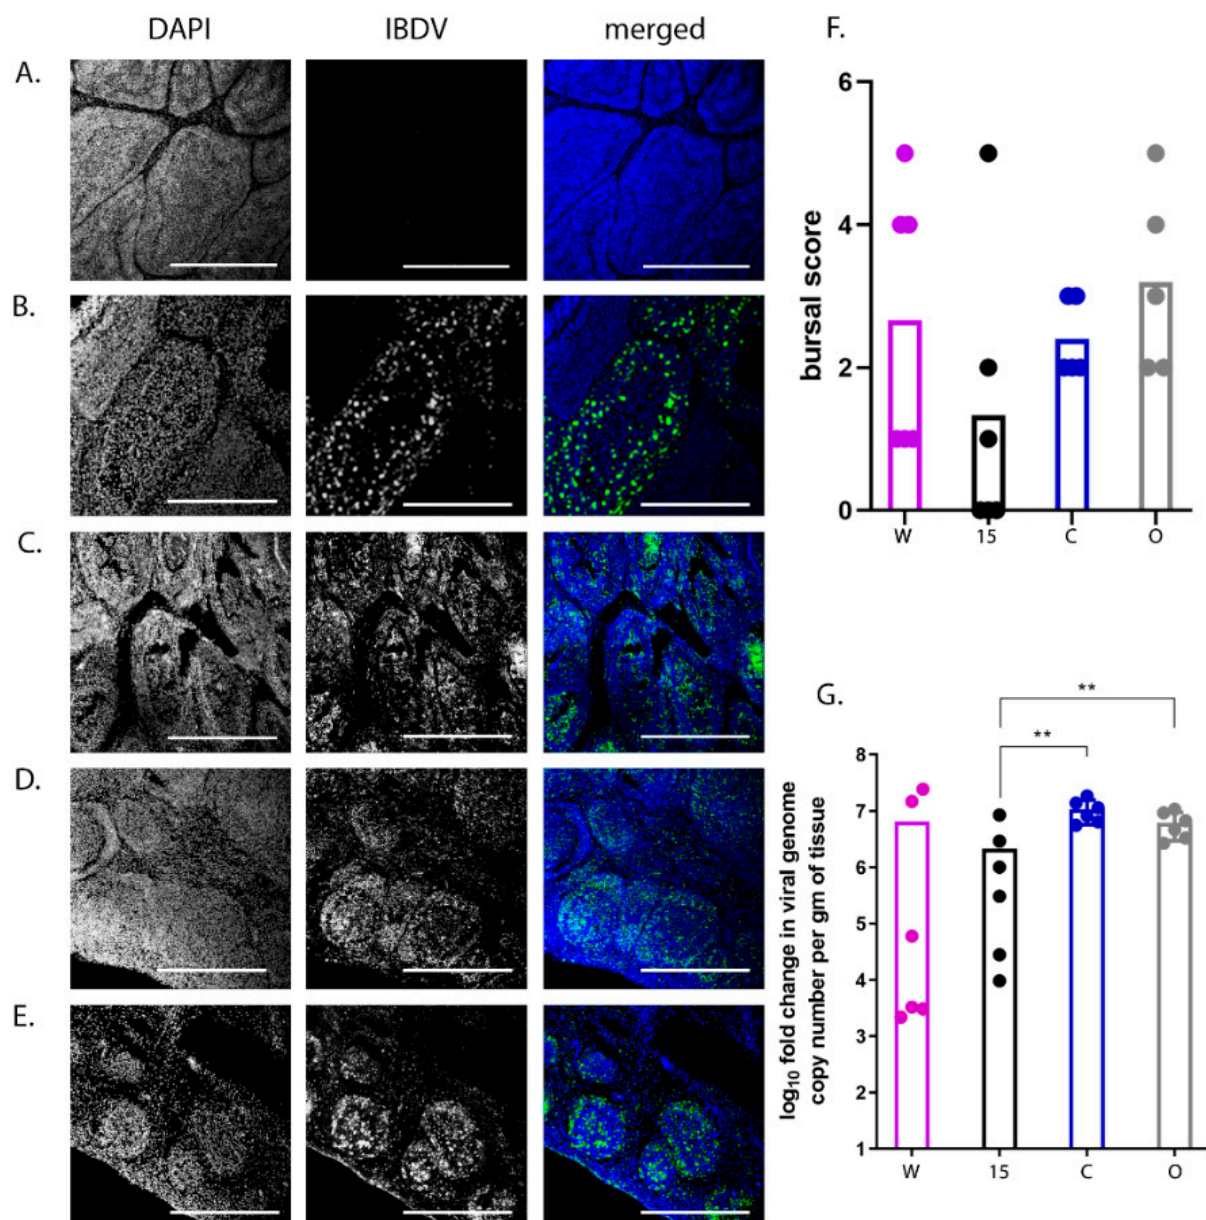 DAPI IBDV merged
A.
B.
C.
D.
E.
F.
6
4
2
0
bursal score
W 15 C O
G.
**
**
8
7
6
5
4
3
2
1
log10 fold change in viral genome
copy number per gm of tissue
W 15 C O